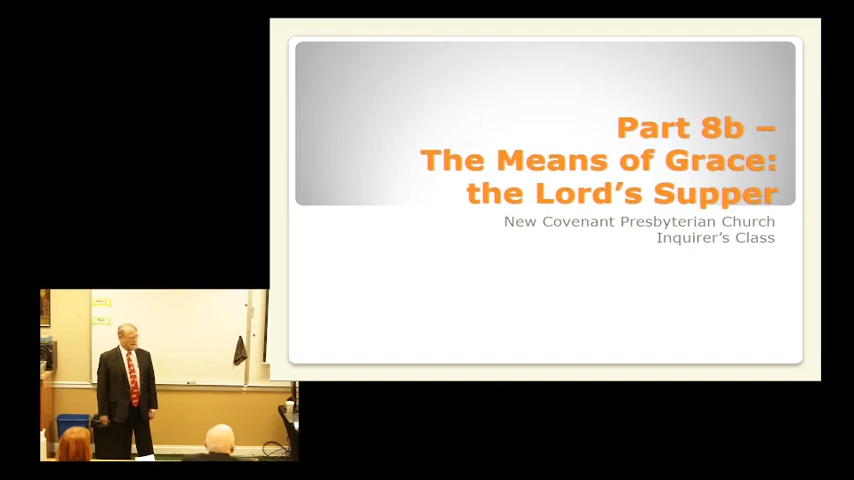 Part 8b –
The Means of Grace:
the Lord's Supper
New Covenant Presbyterian Church
Inquirer's Class